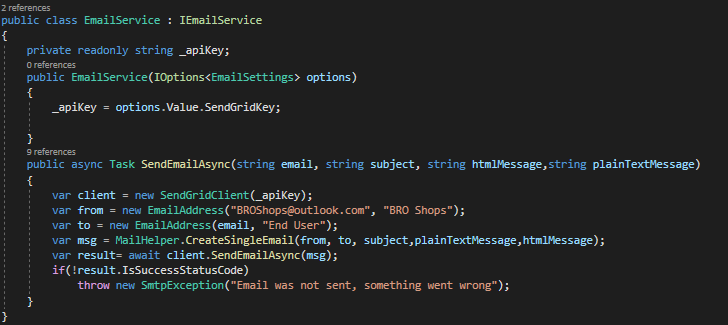 2 references
public class EmailService : IEmailService
{
private readonly string _apiKey;
0 references
public EmailService(IOptions<EmailSettings> options)
{
_apiKey = options.Value.SendGridKey;
}
9 references
public async Task SendEmailAsync(string email, string subject, string htmlMessage,string plainTextMessage)
{
var client = new SendGridClient(_apiKey);
var from = new EmailAddress("BROShops@outlook.com", "BRO Shops");
var to = new EmailAddress(email, "End User");
var msg = MailHelper.CreateSingleEmail(from, to, subject,plainTextMessage,htmlMessage);
var result= await client.SendEmailAsync(msg);
if(!result.IsSuccessStatusCode)
throw new SmtpException("Email was not sent, something went wrong");
}
}